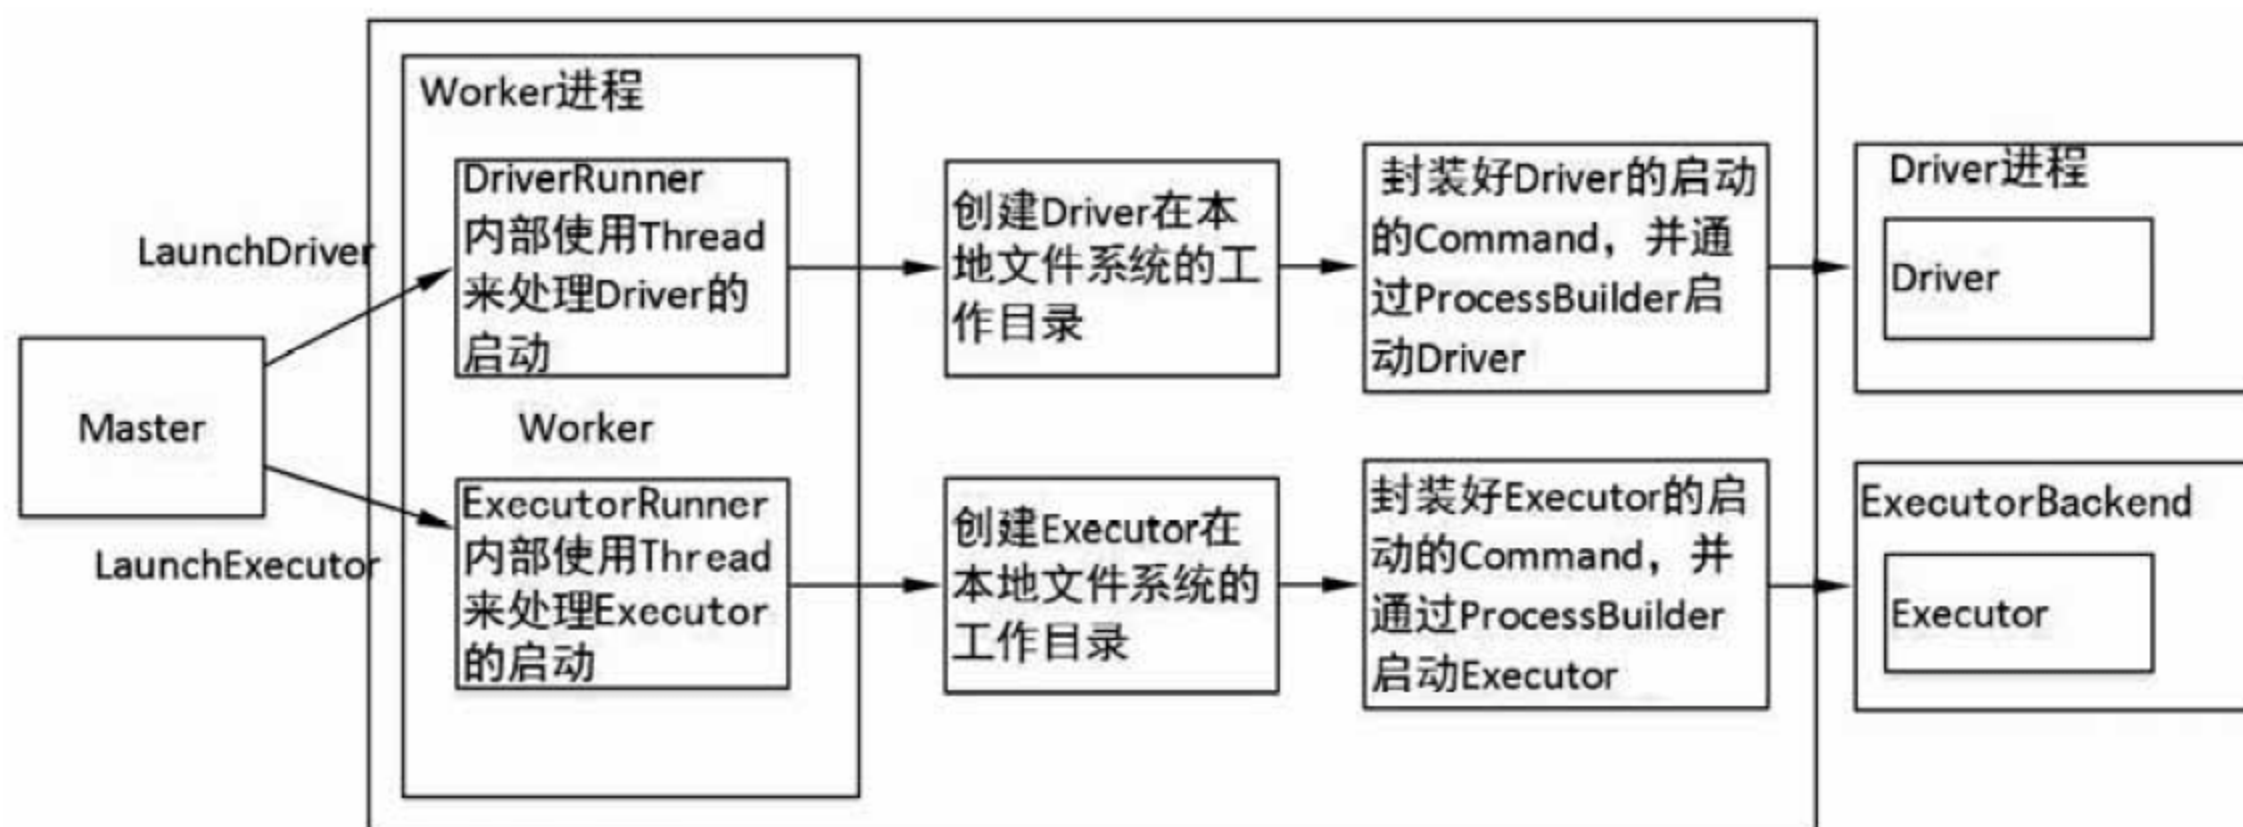 Worker进程
DriverRunner
内部使用Thread
来处理Driver的
启动
LaunchDriver
创建Driver在本
地文件系统的工
作目录
封装好Driver的启动
的Command，并通
过ProcessBuilder启
动Driver
Driver进程
Driver
Master
Worker
LaunchExecutor
ExecutorRunner
内部使用Thread
来处理Executor
的启动
创建Executor在
本地文件系统的
工作目录
封装好Executor的启
动的Command，并
通过ProcessBuilder
启动Executor
ExecutorBackend
Executor